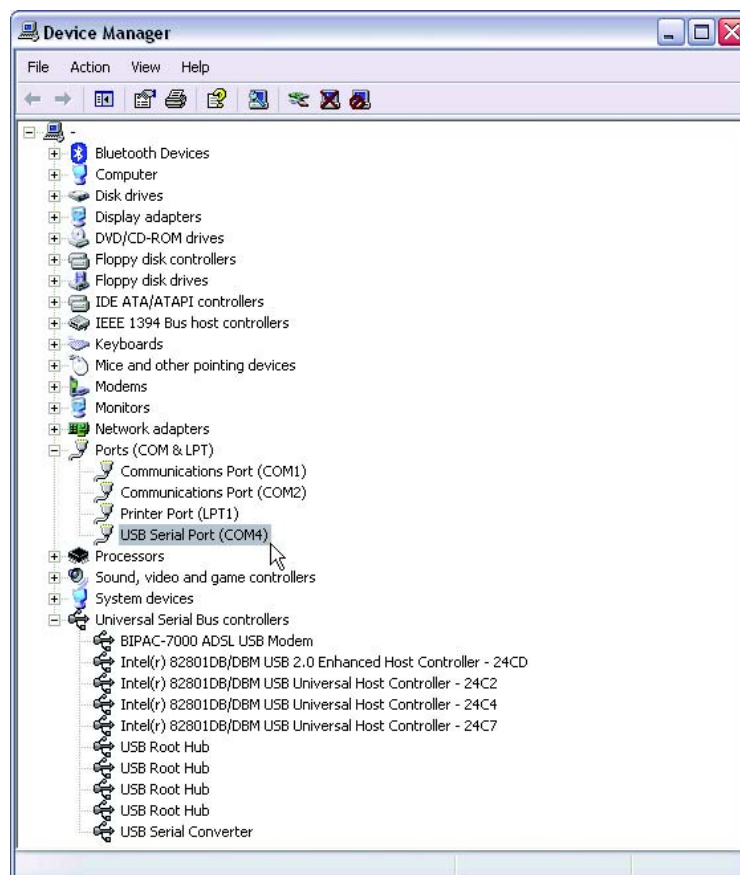 Device Manager
File Action View Help
-
Bluetooth Devices
Computer
Disk drives
Display adapters
DVD/CD-ROM drives
Floppy disk controllers
Floppy disk drives
IDE ATA/ATAPI controllers
IEEE 1394 Bus host controllers
Keyboards
Mice and other pointing devices
Modems
Monitors
Network adapters
Ports (COM & LPT)
Communications Port (COM1)
Communications Port (COM2)
Printer Port (LPT1)
USB Serial Port (COM4)
Processors
Sound, video and game controllers
System devices
Universal Serial Bus controllers
BIPAC-7000 ADSL USB Modem
Intel(r) 82801DB/DBM USB 2.0 Enhanced Host Controller - 24CD
Intel(r) 82801DB/DBM USB Universal Host Controller - 24C2
Intel(r) 82801DB/DBM USB Universal Host Controller - 24C4
Intel(r) 82801DB/DBM USB Universal Host Controller - 24C7
USB Root Hub
USB Root Hub
USB Root Hub
USB Root Hub
USB Serial Converter